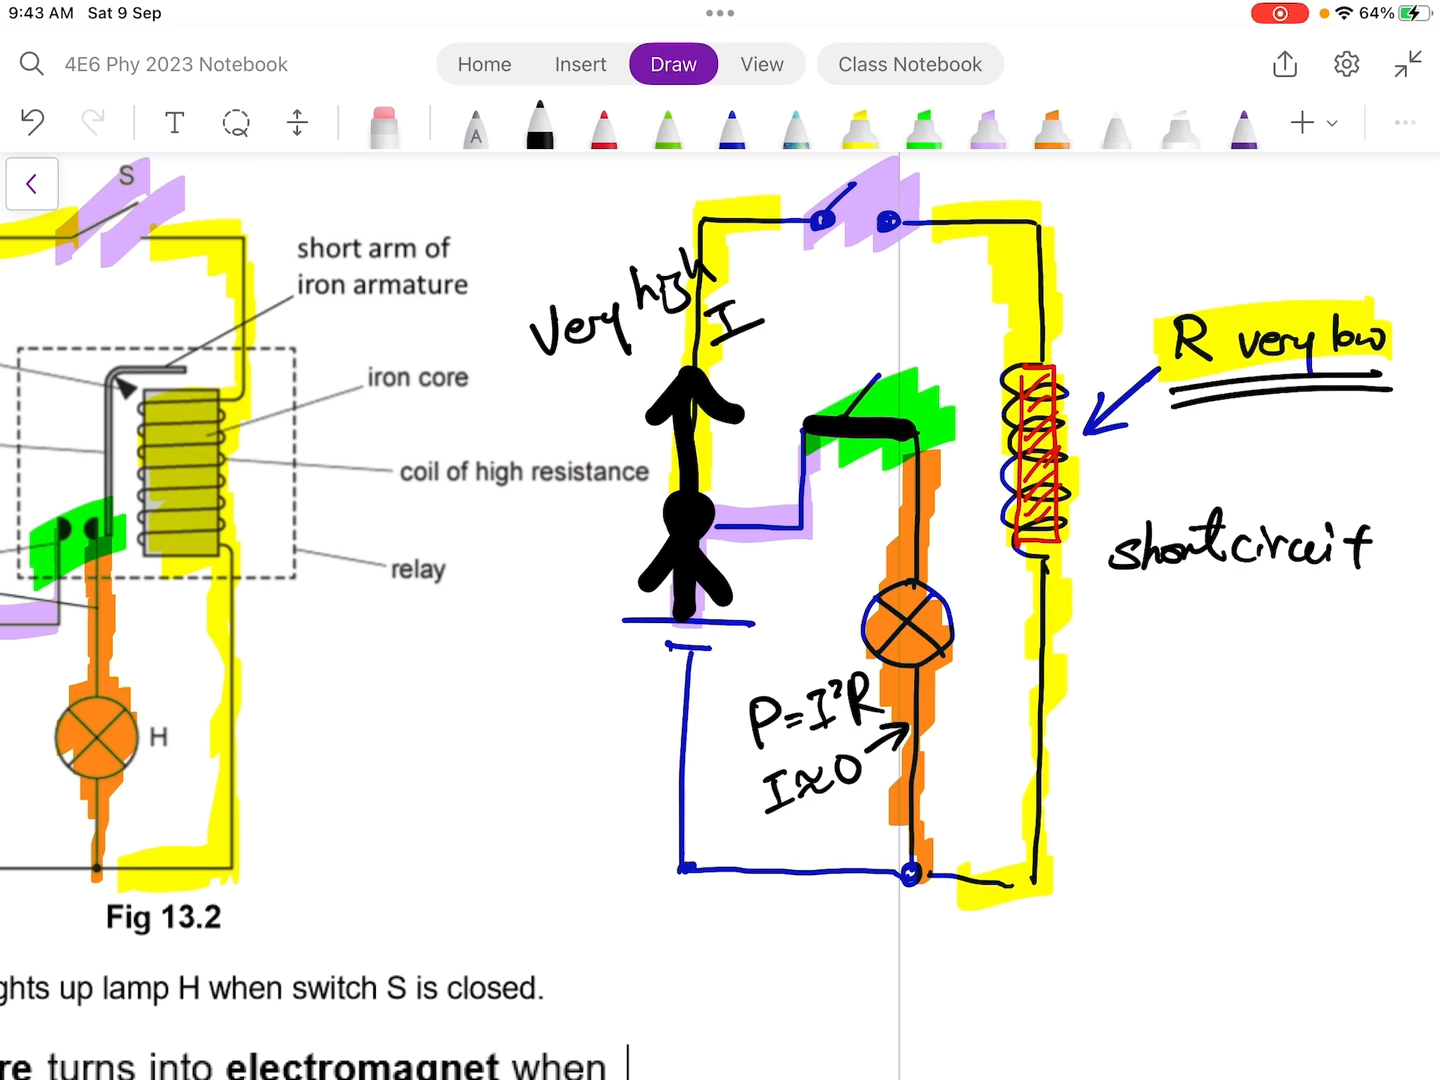 9:43 AM Sat 9 Sep
64%
4E6 Phy 2023 Notebook
Home Insert Draw View Class Notebook
T
A
S
short arm of
iron armature
iron core
coil of high resistance
relay
H
Fig 13.2
ghts up lamp H when switch S is closed.
re turns into electromagnet when
Very high
I
R very low
short circuit
P=I²R
I≈0